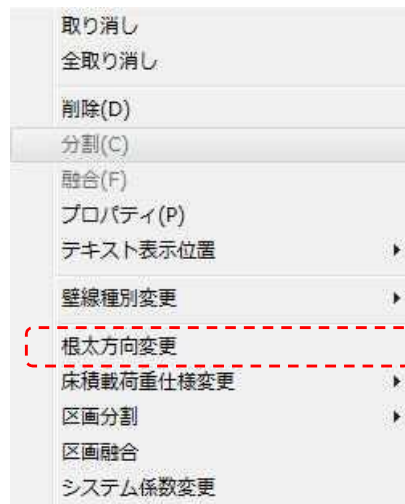 取り消し
全取り消し
削除(D)
分割(C)
融合(F)
プロパティ(P)
テキスト表示位置
壁線種別変更
根太方向変更
床積載荷重仕様変更
区画分割
区画融合
システム係数変更